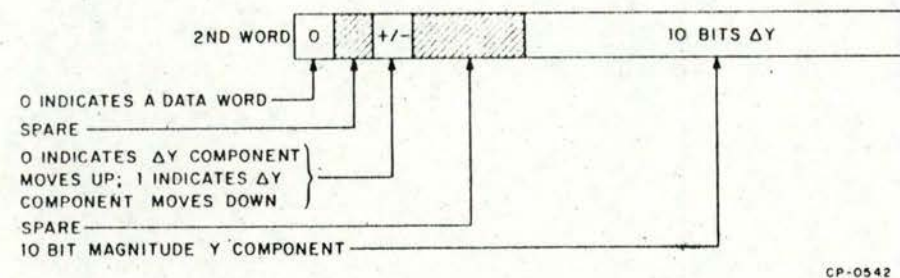 2ND WORD 0 +/- 10 BITS ΔY
0 INDICATES A DATA WORD
SPARE
0 INDICATES ΔY COMPONENT
MOVES UP; 1 INDICATES ΔY
COMPONENT MOVES DOWN
SPARE
10 BIT MAGNITUDE Y COMPONENT
CP-0542